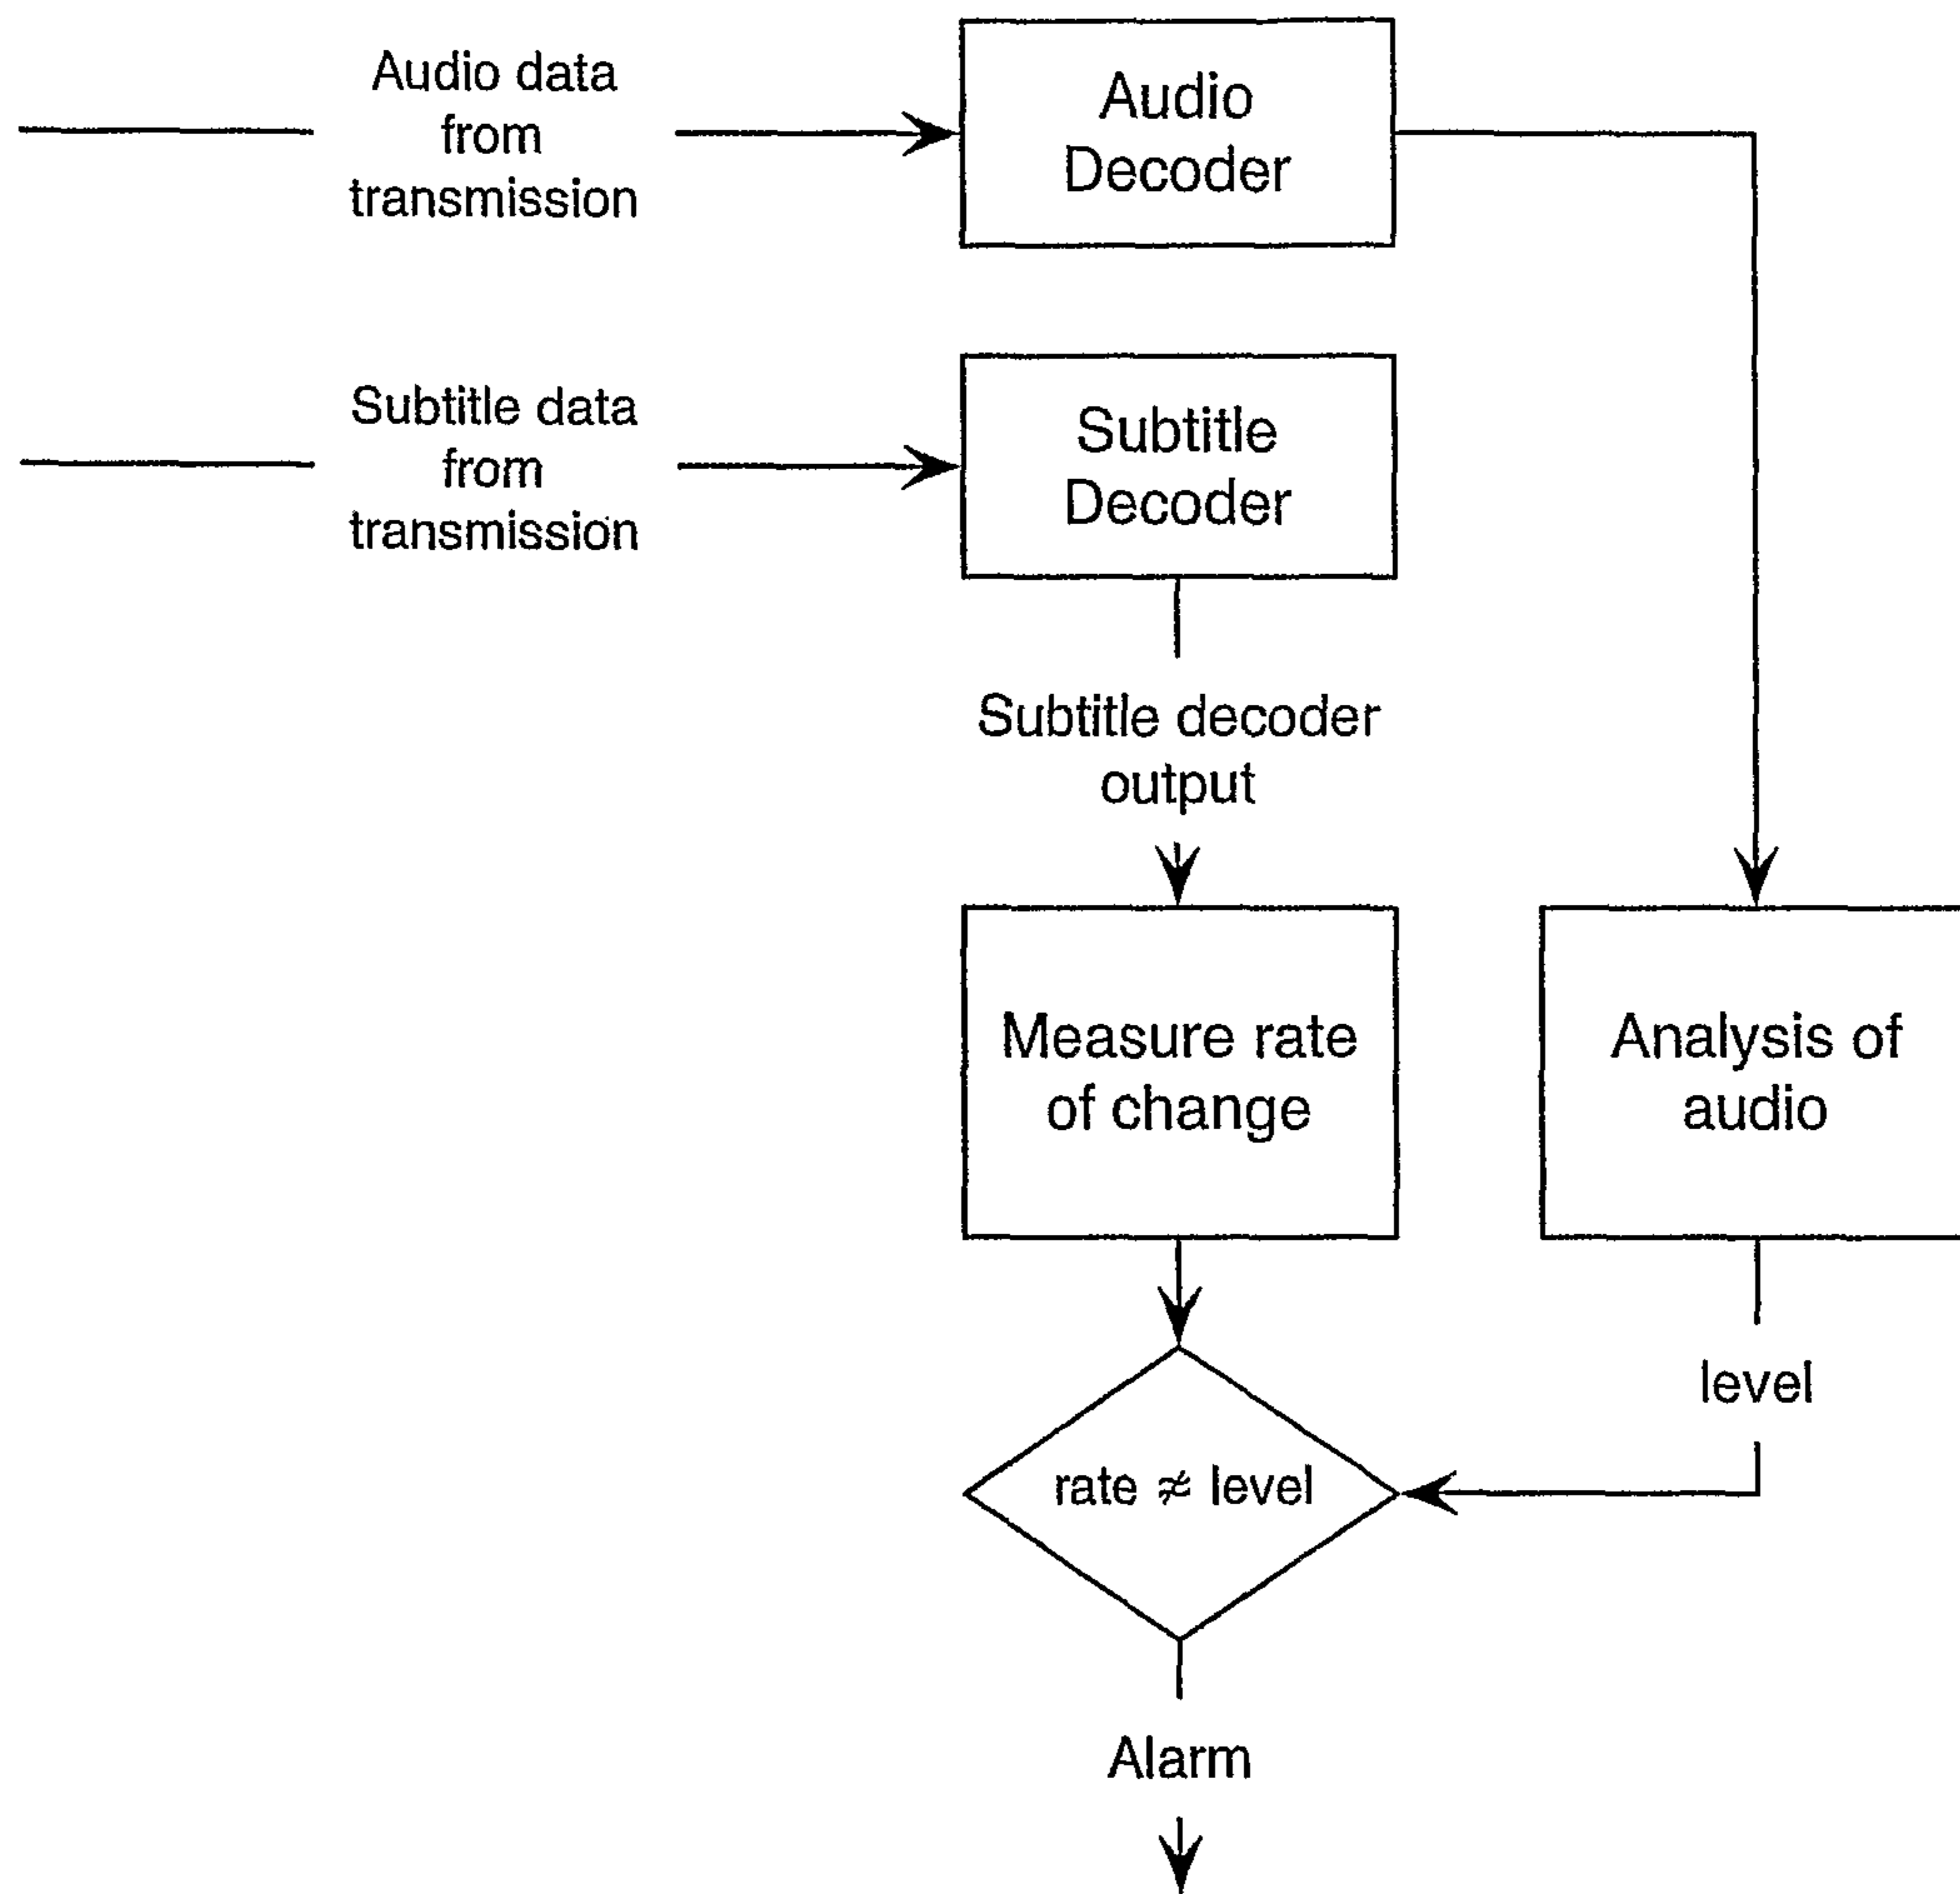 Audio data
from
transmission
Audio
Decoder
Subtitle data
from
transmission
Subtitle
Decoder
Subtitle decoder
output
Measure rate
of change
Analysis of
audio
level
rate ≉ level
Alarm